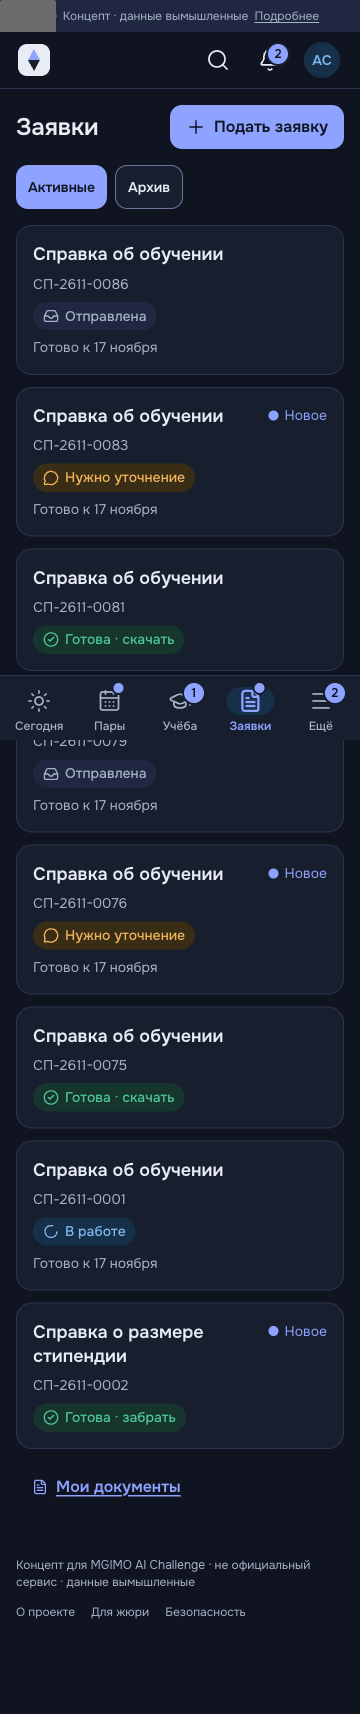 Концепт · данные вымышленные Подробнее
2
АС
Заявки
Подать заявку
Активные
Архив
Справка об обучении
СП-2611-0086
Отправлена
Готово к 17 ноября
Справка об обучении
Новое
СП-2611-0083
Нужно уточнение
Готово к 17 ноября
Справка об обучении
СП-2611-0081
Готова · скачать
1
2
Сегодня
Пары
Учёба
Заявки
Ещё
СП-2611-0079
Отправлена
Готово к 17 ноября
Справка об обучении
Новое
СП-2611-0076
Нужно уточнение
Готово к 17 ноября
Справка об обучении
СП-2611-0075
Готова · скачать
Справка об обучении
СП-2611-0001
В работе
Готово к 17 ноября
Справка о размере
стипендии
Новое
СП-2611-0002
Готова · забрать
Мои документы
Концепт для MGIMO AI Challenge · не официальный
сервис · данные вымышленные
О проекте
Для жюри
Безопасность